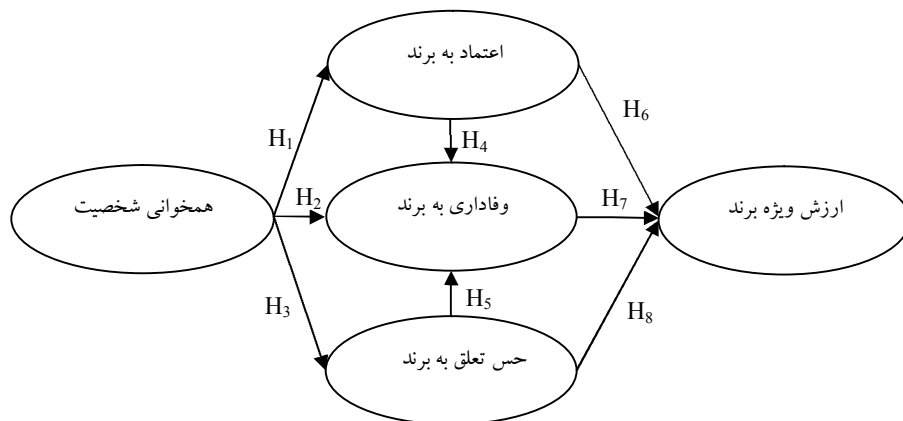 اعتماد به برند
H1
H4
H6
همخوانی شخصیت
H2
وفاداری به برند
H7
ارزش ویژه برند
H3
H5
H8
حس تعلق به برند